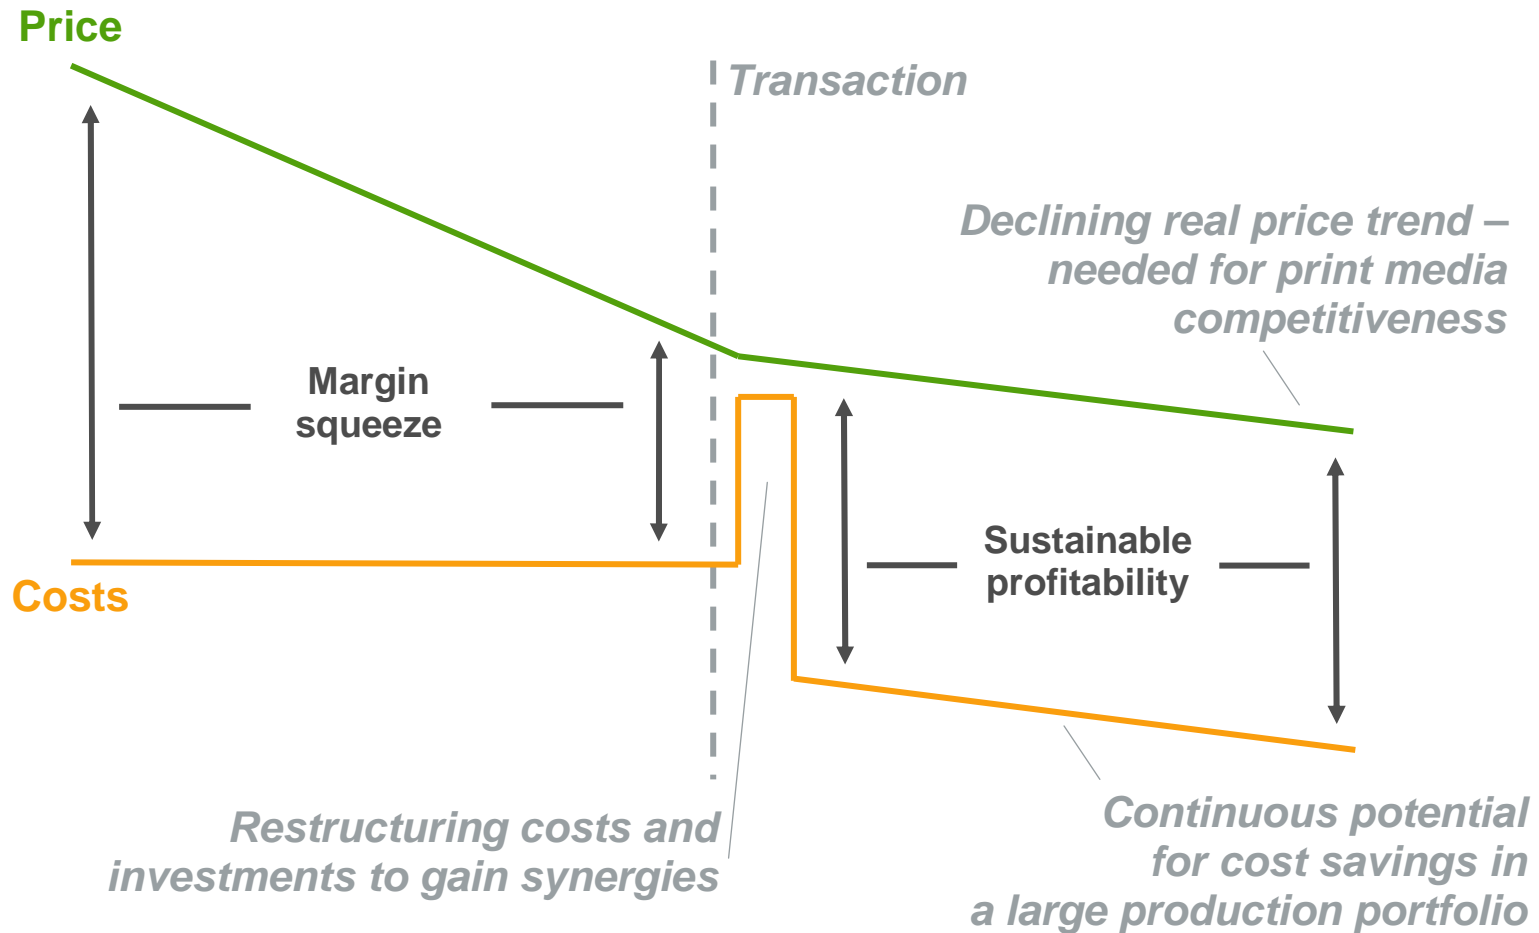 Price
Transaction
Declining real price trend –
needed for print media
competitiveness
Margin
squeeze
Sustainable
profitability
Costs
Restructuring costs and
investments to gain synergies
Continuous potential
for cost savings in
a large production portfolio